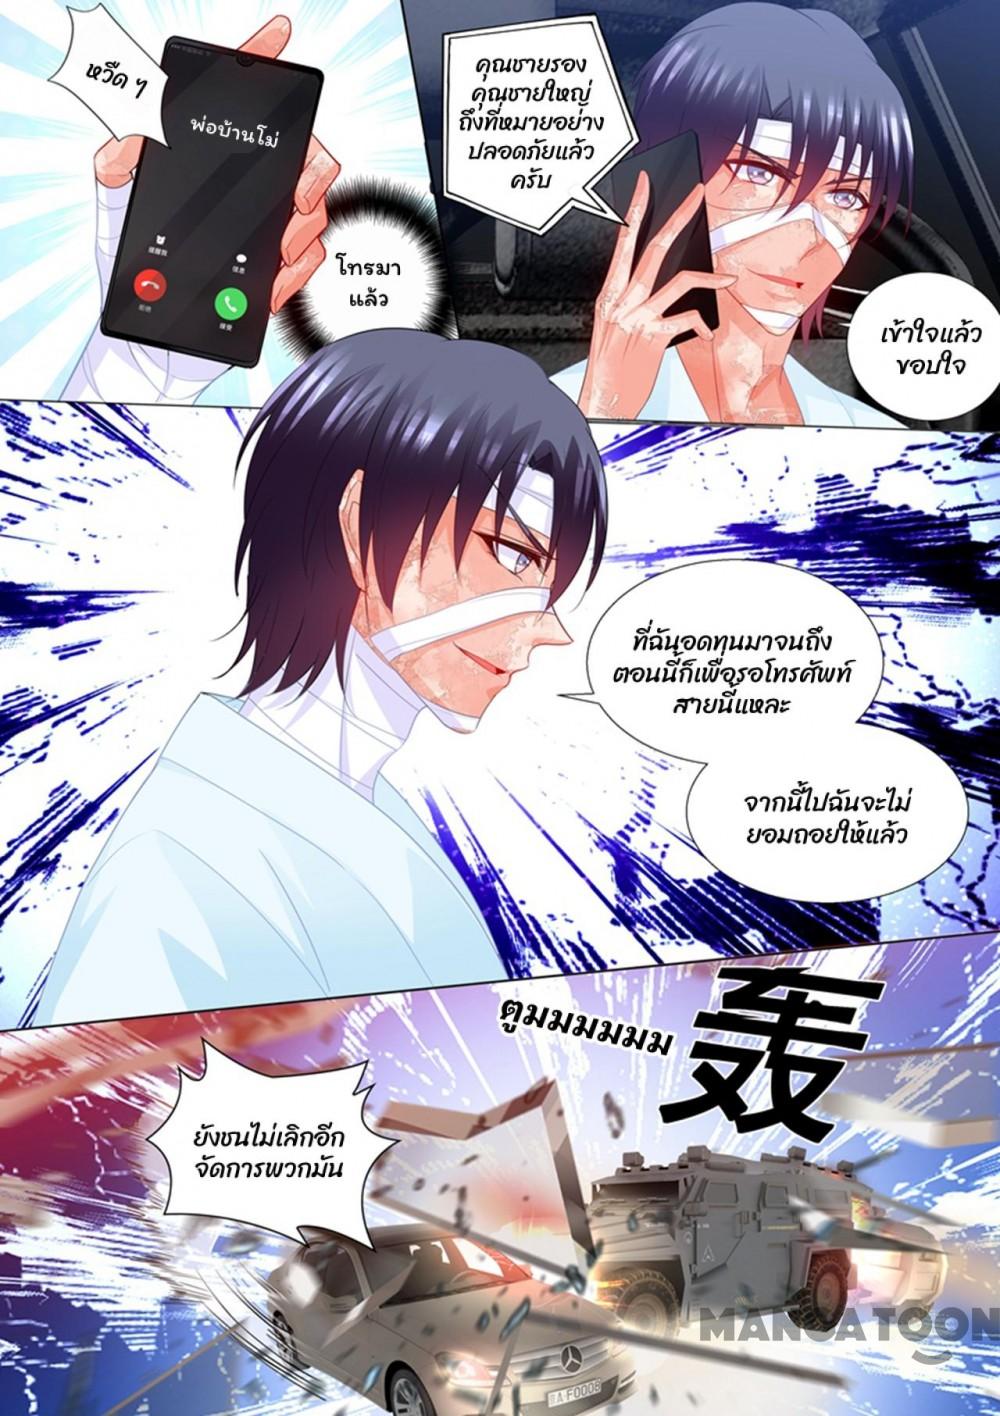 หวืด ๆ
พ่อบ้านโม่
โทรมา
แล้ว
คุณชายรอง
คุณชายใหญ่
ถึงที่หมายอย่าง
ปลอดภัยแล้ว
ครับ
เข้าใจแล้ว
ขอบใจ
ที่ฉันอดทนมาจนถึง
ตอนนี้ก็เพื่อรอโทรศัพท์
สายนี้แหละ
จากนี้ไปฉันจะไม่
ยอมถอยให้แล้ว
ตูมมมมมม
轰
ยังชนไม่เลิกอีก
จัดการพวกมัน
A·F0008
MANGATOON